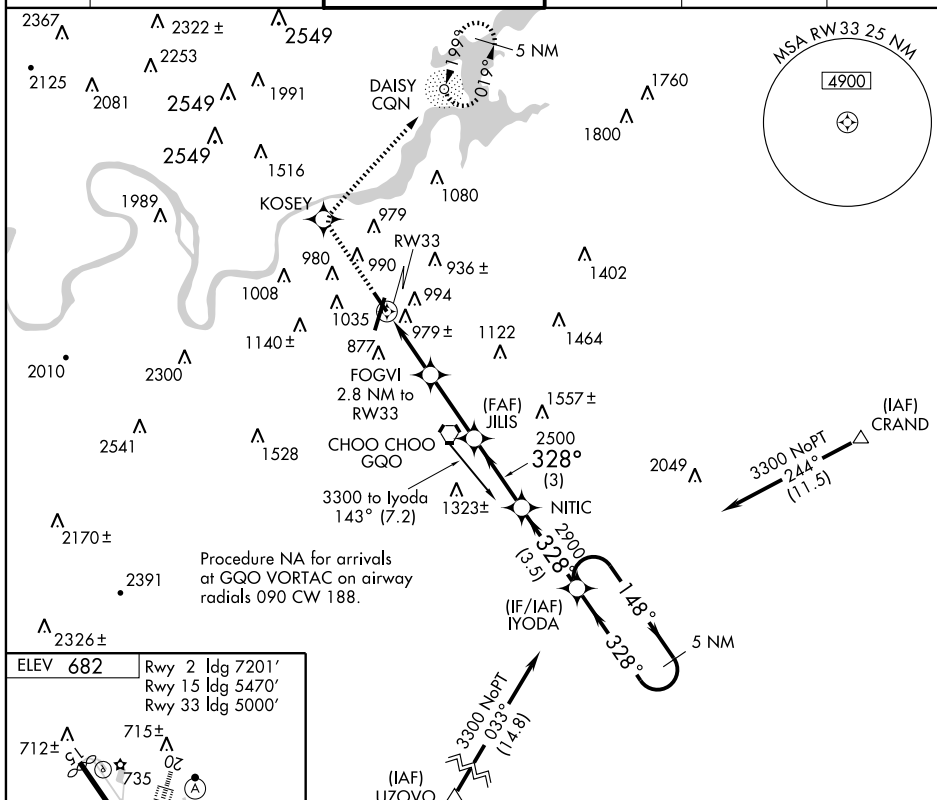 2367
2322 ±
2549
MSA RW33 25 NM
4900
2253
2125
2081
1991
2549
199°
5 NM
019°
DAISY
CQN
1760
1800
2549
1516
1080
1989
KOSEY
979
RW33
980
990
936 ±
1402
1008
994
1035
979 ±
1140 ±
1122
1464
877
2010
2300
FOGVI
2.8 NM to
RW33
(FAF)
JILIS
1557 ±
(IAF)
CRAND
2541
1528
CHOO CHOO
GQO
2500
328°
(3)
2049
3300 NoPT
244°
(11.5)
3300 to Iyoda
143° (7.2)
1323±
NITIC
2170 ±
Procedure NA for arrivals
at GQO VORTAC on airway
radials 090 CW 188.
2900
328°
(3.5)
2391
(IF/IAF)
IYODA
148°
328°
5 NM
2326 ±
ELEV 682
Rwy 2 ldg 7201'
Rwy 15 ldg 5470'
Rwy 33 ldg 5000'
3300 NoPT
033°
(14.8)
712 ±
715 ±
735
20
A
(IAF)
UZOVO